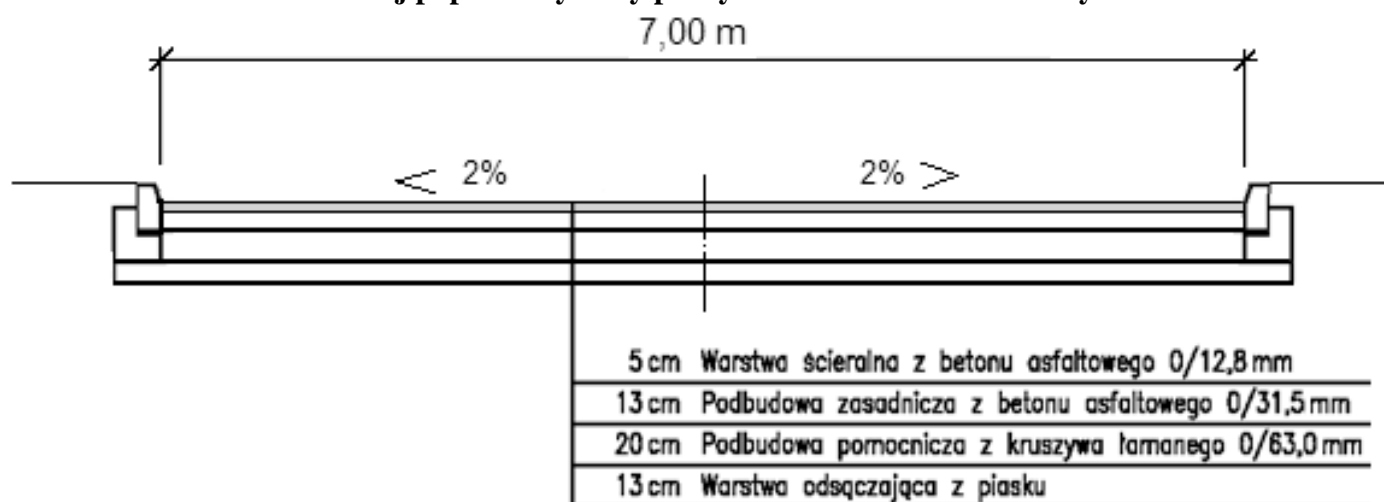 7,00 m
< 2% 2% >
5 cm Warstwa ścieralna z betonu asfaltowego 0/12,8 mm
13 cm Podbudowa zasadnicza z betonu asfaltowego 0/31,5 mm
20 cm Podbudowa pomocnicza z kruszywa łamanego 0/63,0 mm
13 cm Warstwa odsączająca z piasku